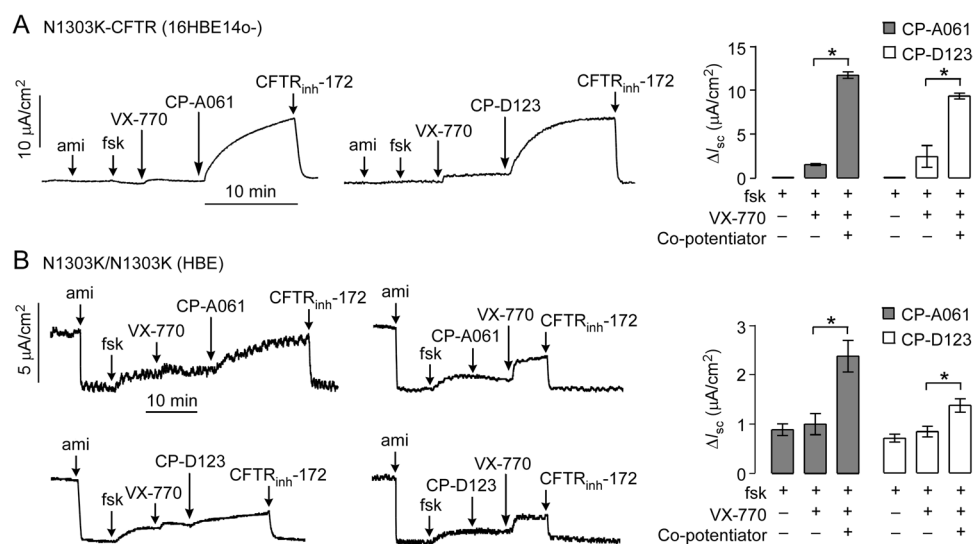 A N1303K-CFTR (16HBE14o-)
10 µA/cm2
ami
fsk
VX-770
CP-A061
CFTRinh-172
10 min
ami
fsk
VX-770
CP-D123
CFTRinh-172
CP-A061
CP-D123
ΔIsc (µA/cm2)
15
10
5
0
*
*
fsk + + + + + +
VX-770 – + + – + +
Co-potentiator – – + – – +
B N1303K/N1303K (HBE)
5 µA/cm2
ami
fsk
VX-770
CP-A061
CFTRinh-172
10 min
ami
fsk
CP-A061
VX-770
CFTRinh-172
ami
fsk
VX-770
CP-D123
CFTRinh-172
ami
fsk
CP-D123
VX-770
CFTRinh-172
CP-A061
CP-D123
ΔIsc (µA/cm2)
3
2
1
0
*
*
fsk + + + + + +
VX-770 – + + – + +
Co-potentiator – – + – – +